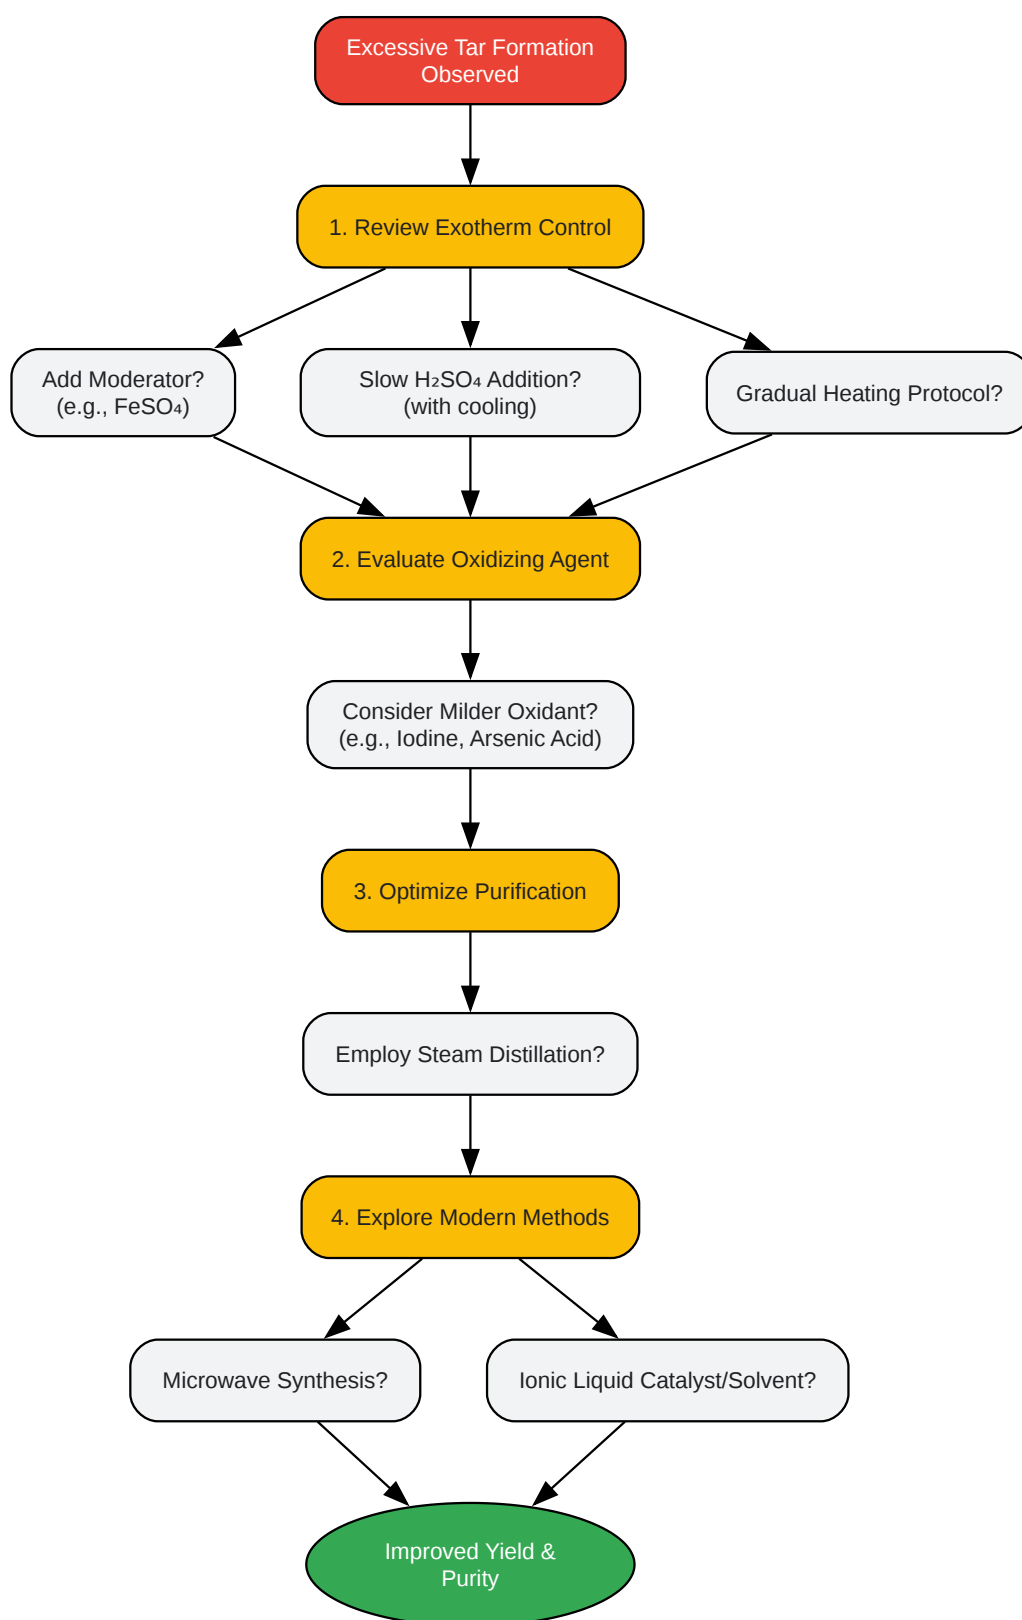 Excessive Tar Formation
Observed
1. Review Exotherm Control
Add Moderator?
(e.g., FeSO₄)
Slow H₂SO₄ Addition?
(with cooling)
Gradual Heating Protocol?
2. Evaluate Oxidizing Agent
Consider Milder Oxidant?
(e.g., Iodine, Arsenic Acid)
3. Optimize Purification
Employ Steam Distillation?
4. Explore Modern Methods
Microwave Synthesis?
Ionic Liquid Catalyst/Solvent?
Improved Yield &
Purity